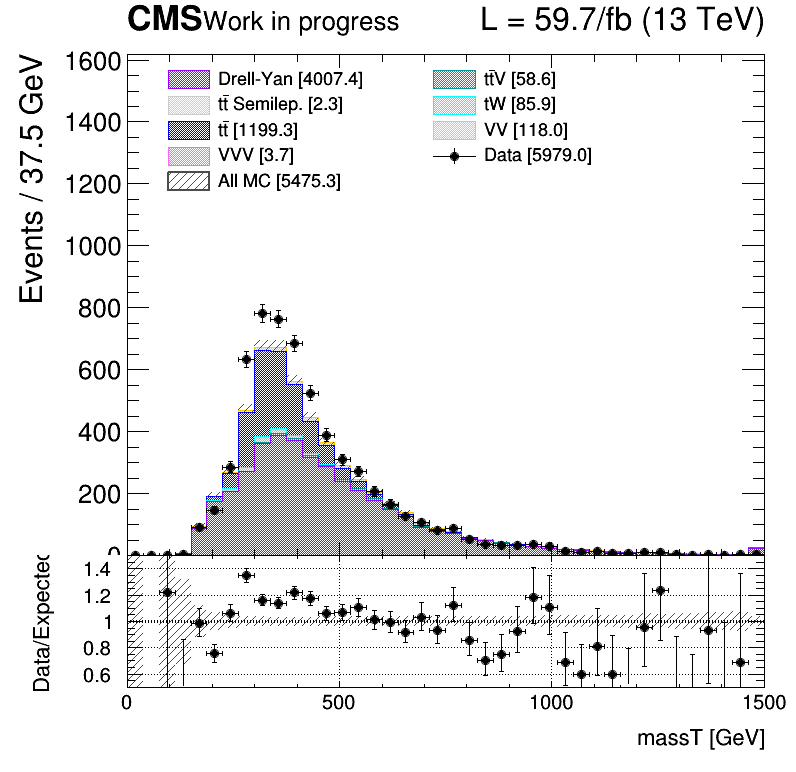 CMS Work in progress L = 59.7/fb (13 TeV)
Events / 37.5 GeV
1600
1400
1200
1000
800
600
400
200
0
Drell-Yan [4007.4]
tt̄ Semilep. [2.3]
tt̄ [1199.3]
VVV [3.7]
All MC [5475.3]
tt̄V [58.6]
tW [85.9]
VV [118.0]
Data [5979.0]
Data/Expected
1.4
1.2
1
0.8
0.6
0 500 1000 1500
massT [GeV]